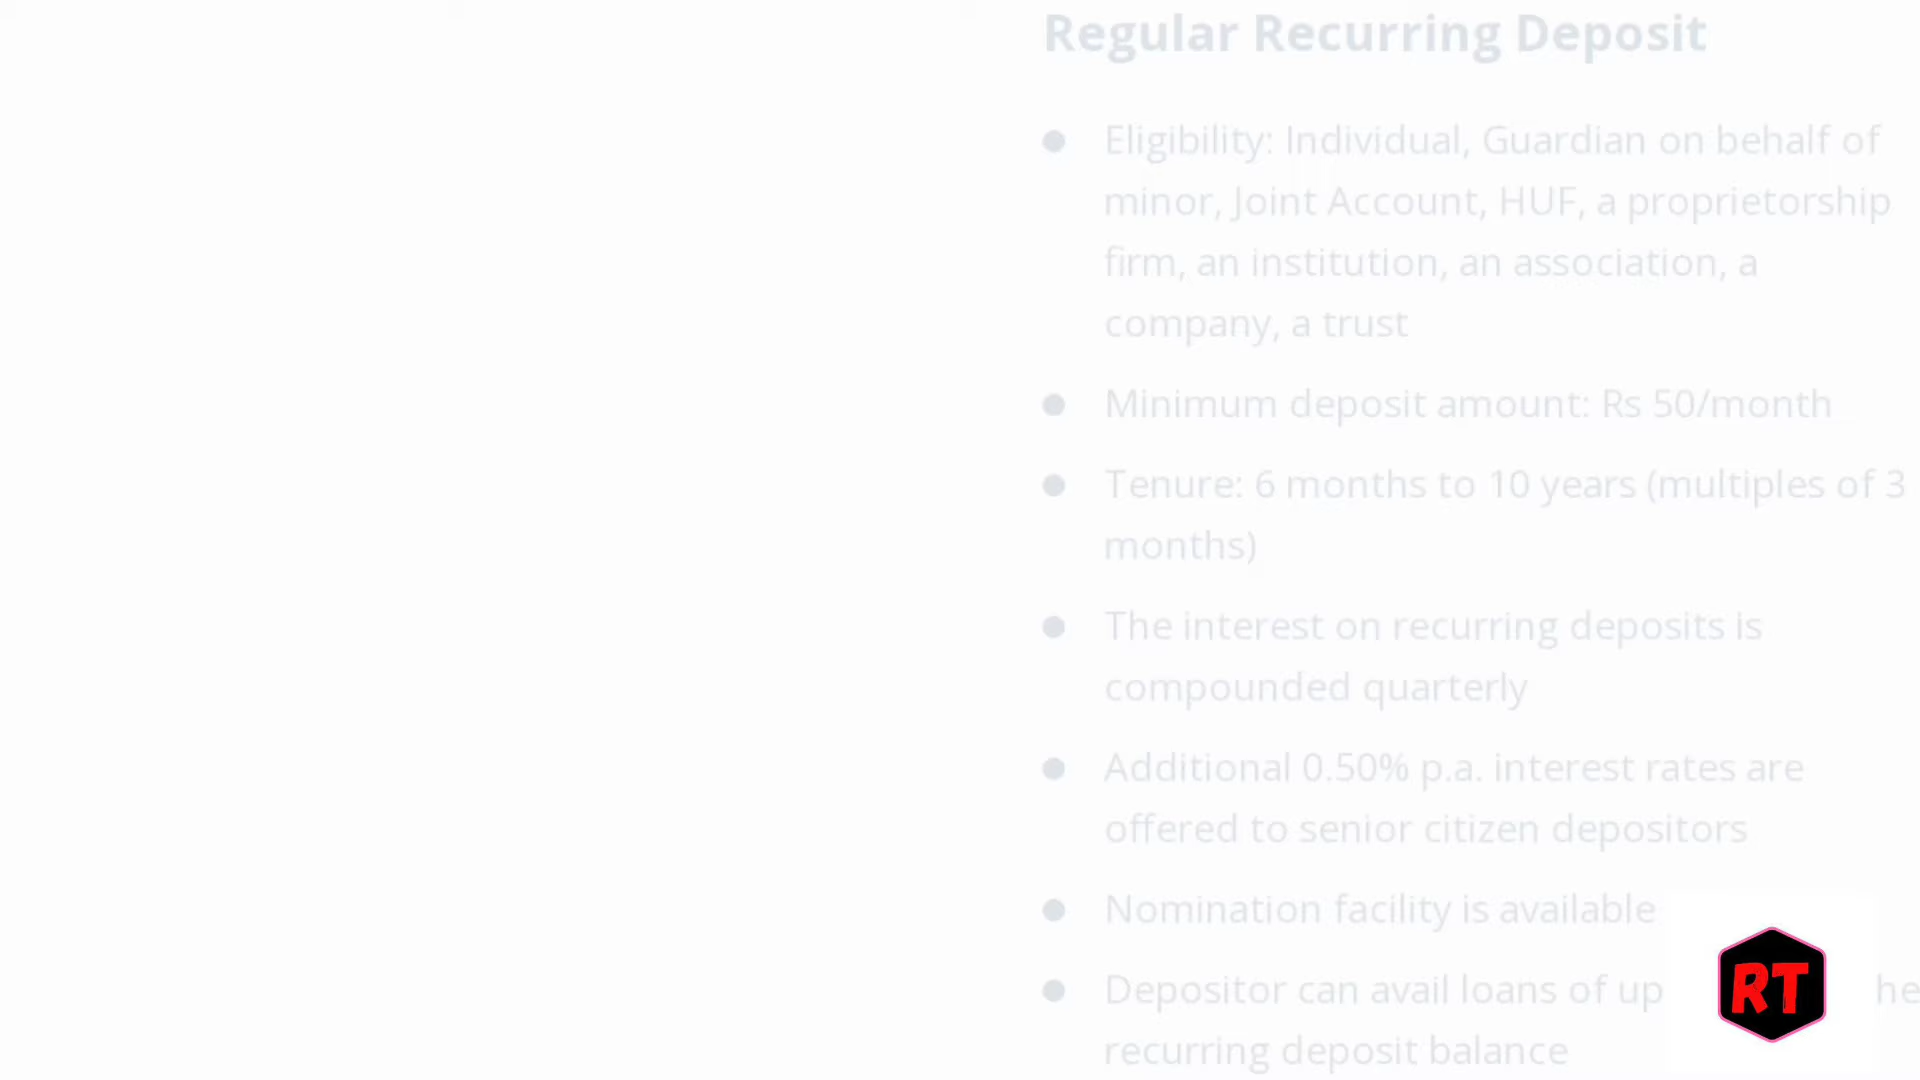 Regular Recurring Deposit
● Eligibility: Individual, Guardian on behalf of
minor, Joint Account, HUF, a proprietorship
firm, an institution, an association, a
company, a trust
● Minimum deposit amount: Rs 50/month
● Tenure: 6 months to 10 years (multiples of 3
months)
● The interest on recurring deposits is
compounded quarterly
● Additional 0.50% p.a. interest rates are
offered to senior citizen depositors
● Nomination facility is available
● Depositor can avail loans of up
recurring deposit balance
RT